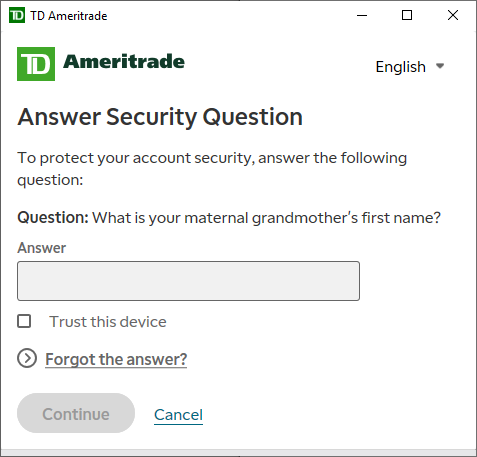 TD TD Ameritrade
TD Ameritrade
English
Answer Security Question
To protect your account security, answer the following
question:
Question: What is your maternal grandmother's first name?
Answer
Trust this device
Forgot the answer?
Continue Cancel